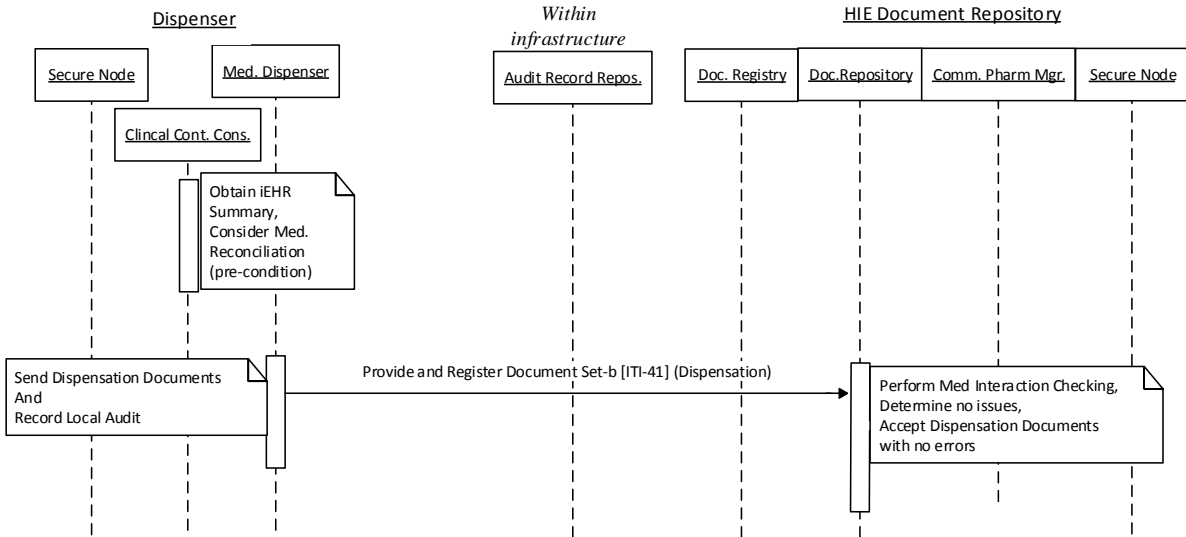 Dispenser
Within
infrastructure
HIE Document Repository
Secure Node
Med. Dispenser
Audit Record Repos.
Doc. Registry
Doc.Repository
Comm. Pharm Mgr.
Secure Node
Clincal Cont. Cons.
Obtain iEHR
Summary,
Consider Med.
Reconciliation
(pre-condition)
Send Dispensation Documents
And
Record Local Audit
Provide and Register Document Set-b [ITI-41] (Dispensation)
Perform Med Interaction Checking,
Determine no issues,
Accept Dispensation Documents
with no errors